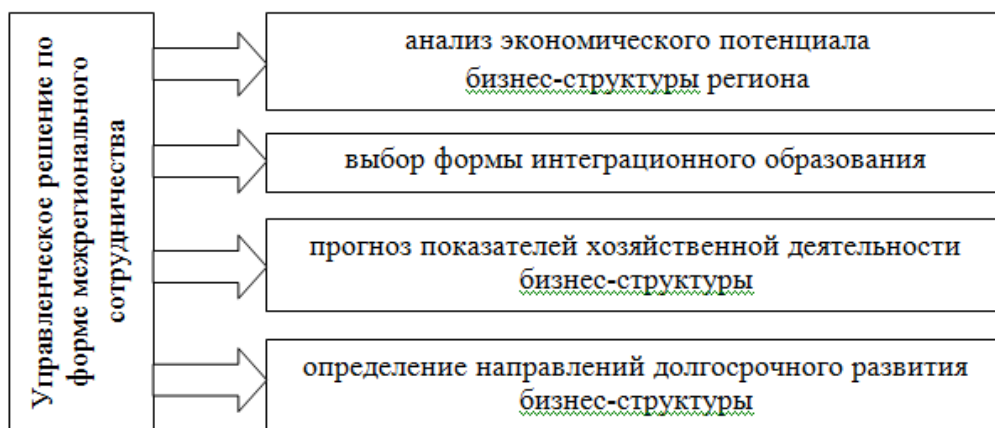 Управленческое решение по
форме межрегионального
сотрудничества
анализ экономического потенциала
бизнес-структуры региона
выбор формы интеграционного образования
прогноз показателей хозяйственной деятельности
бизнес-структуры
определение направлений долгосрочного развития
бизнес-структуры